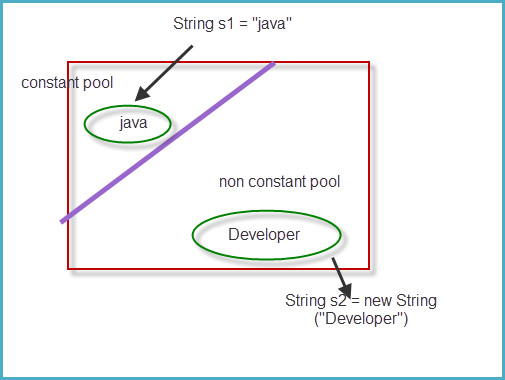 String s1 = "java"
constant pool
java
non constant pool
Developer
String s2 = new String
("Developer")